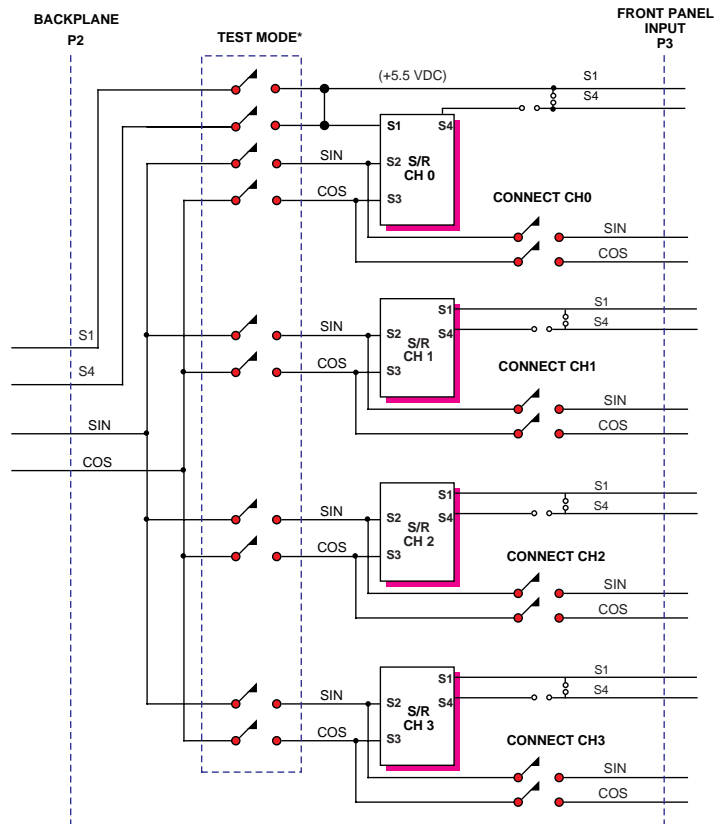 BACKPLANE
P2
TEST MODE*
FRONT PANEL
INPUT
P3
(+5.5 VDC)
S1
S4
S1
S4
SIN
S2
S/R
CH 0
COS
S3
CONNECT CH0
SIN
COS
S1
S4
SIN
COS
S1
S1
SIN
S2
S/R
CH 1
S4
S4
COS
S3
CONNECT CH1
SIN
COS
S1
S1
SIN
S2
S/R
CH 2
S4
S4
COS
S3
CONNECT CH2
SIN
COS
S1
S1
SIN
S2
S/R
CH 3
S4
S4
COS
S3
CONNECT CH3
SIN
COS